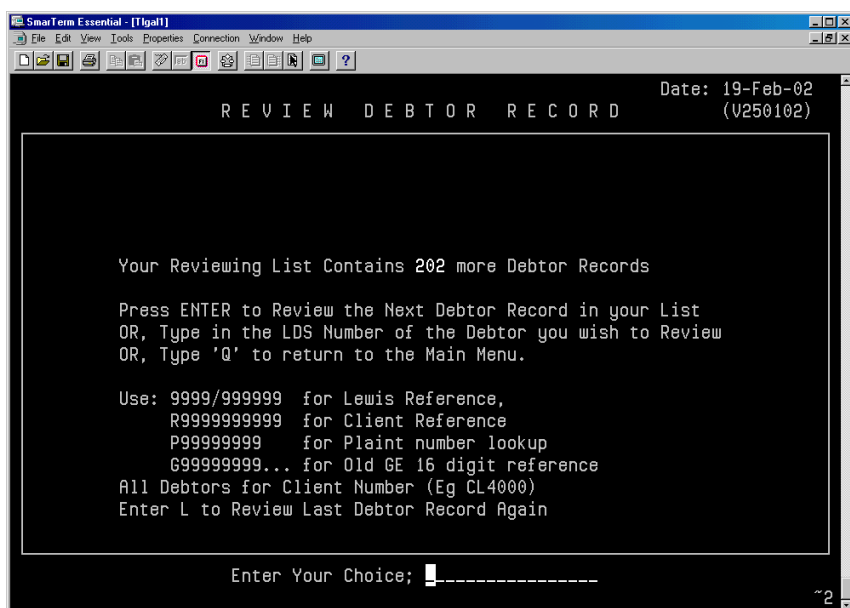 SmarTerm Essential - [Tlgal1]
File Edit View Tools Properties Connection Window Help
Date: 19-Feb-02
R E V I E W   D E B T O R   R E C O R D (V250102)
Your Reviewing List Contains 202 more Debtor Records
Press ENTER to Review the Next Debtor Record in your List
OR, Type in the LDS Number of the Debtor you wish to Review
OR, Type 'Q' to return to the Main Menu.
Use: 9999/999999 for Lewis Reference,
R9999999999 for Client Reference
P99999999 for Plaint number lookup
G99999999... for Old GE 16 digit reference
All Debtors for Client Number (Eg CL4000)
Enter L to Review Last Debtor Record Again
Enter Your Choice; ________________
~2